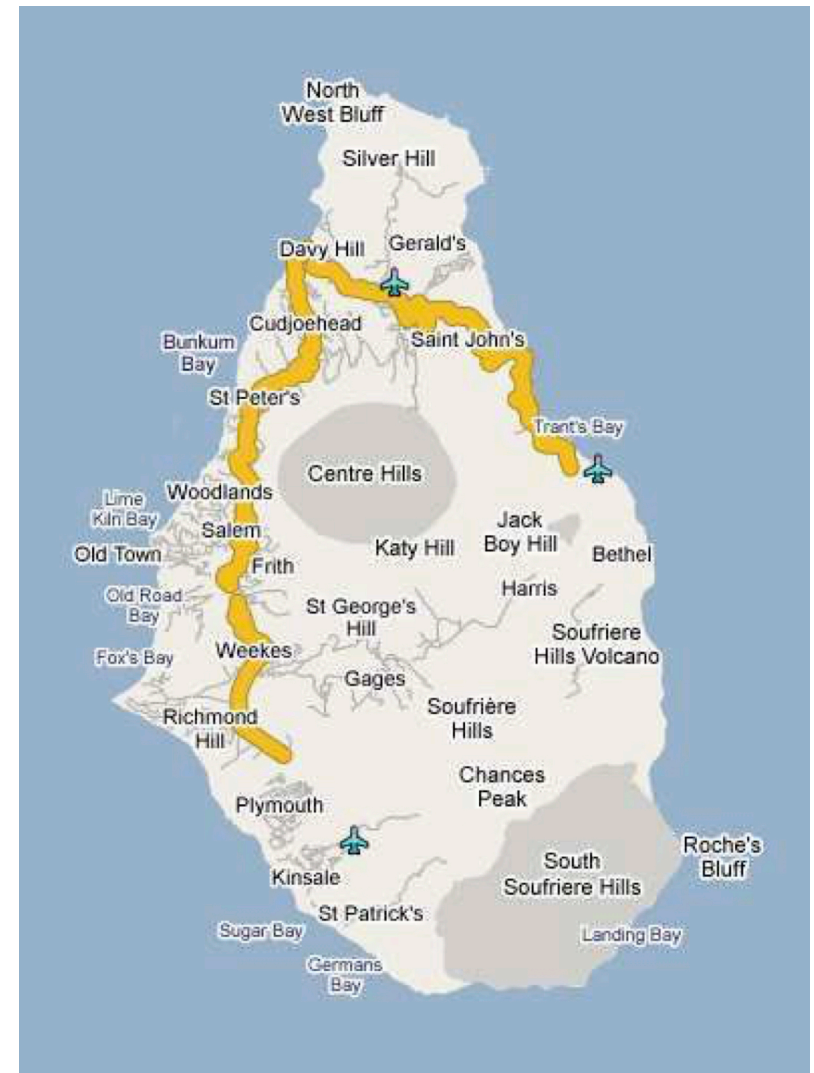 North
West Bluff
Silver Hill
Davy Hill
Gerald's
Cudjoehead
Saint John's
Bunkum
Bay
St Peter's
Trant's Bay
Centre Hills
Woodlands
Lime
Kiln Bay
Salem
Jack
Boy Hill
Old Town
Katy Hill
Bethel
Frith
Harris
Old Road
Bay
St George's
Hill
Soufriere
Hills Volcano
Weekes
Fox's Bay
Gages
Richmond
Hill
Soufrière
Hills
Chances
Peak
Plymouth
Roche's
Bluff
South
Soufriere Hills
Kinsale
St Patrick's
Sugar Bay
Landing Bay
Germans
Bay